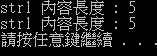 str1 內容長度 : 5
str1 內容長度 : 5
請按任意鍵繼續 . . .